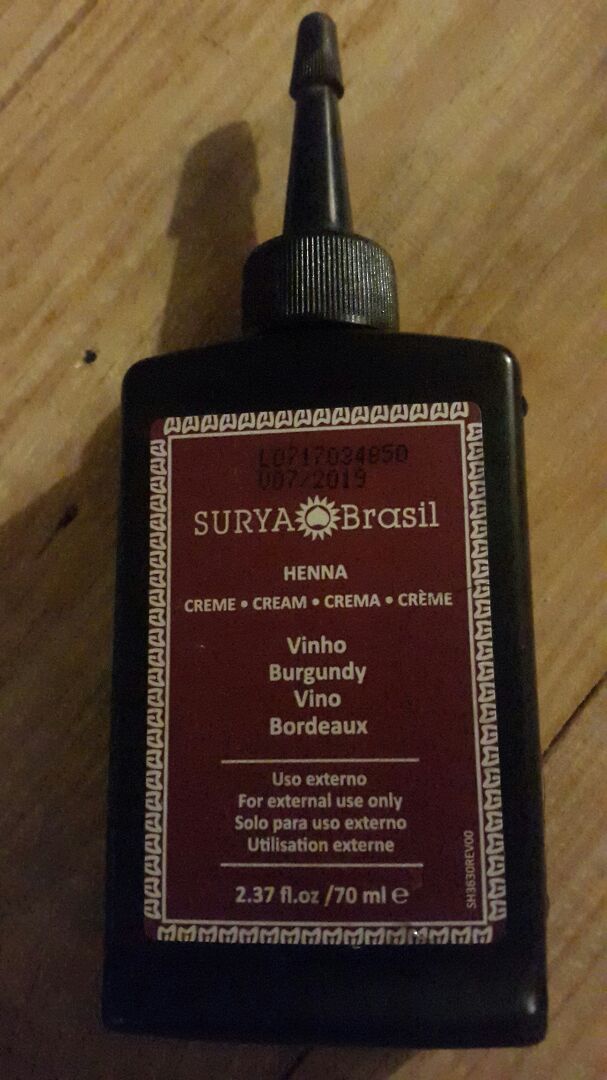 L0717034850
007/2019
SURYA Brasil
HENNA
CREME • CREAM • CREMA • CRÈME
Vinho
Burgundy
Vino
Bordeaux
Uso externo
For external use only
Solo para uso externo
Utilisation externe
2.37 fl.oz /70 ml ℮
SH3630REV00